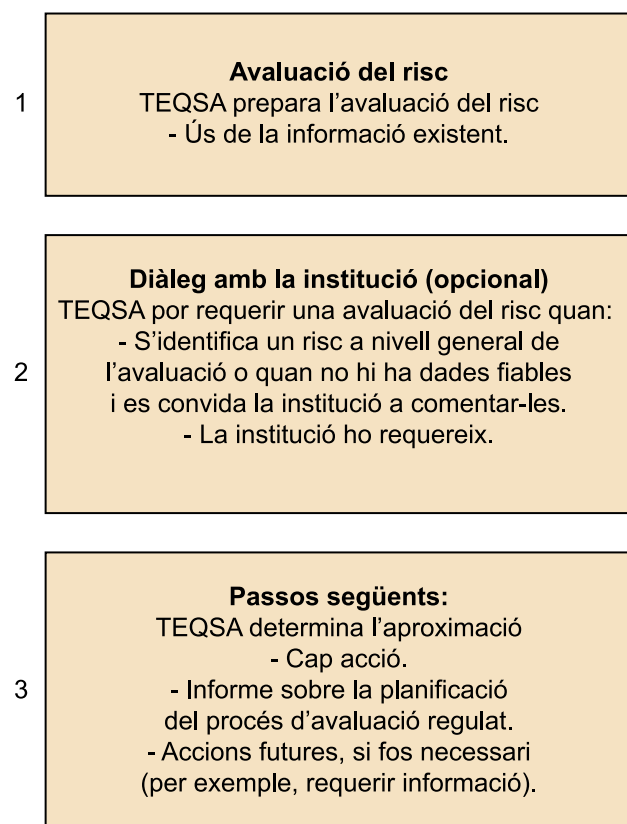 1
Avaluació del risc
TEQSA prepara l’avaluació del risc
- Ús de la informació existent.
2
Diàleg amb la institució (opcional)
TEQSA por requerir una avaluació del risc quan:
- S’identifica un risc a nivell general de
l’avaluació o quan no hi ha dades fiables
i es convida la institució a comentar-les.
- La institució ho requereix.
3
Passos següents:
TEQSA determina l’aproximació
- Cap acció.
- Informe sobre la planificació
del procés d’avaluació regulat.
- Accions futures, si fos necessari
(per exemple, requerir informació).